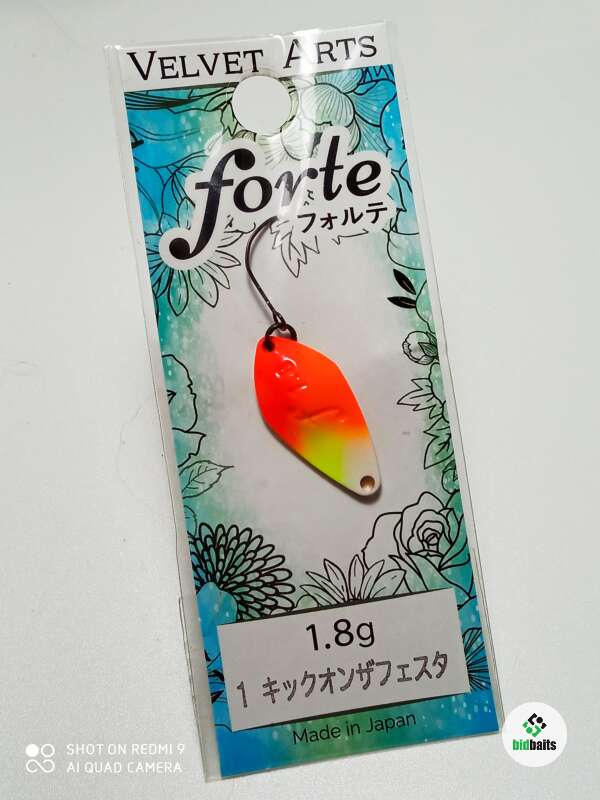 VELVET ARTS
forte
フォルテ
1.8g
1 キックオンザフェスタ
Made in Japan
SHOT ON REDMI 9
AI QUAD CAMERA
bidbaits